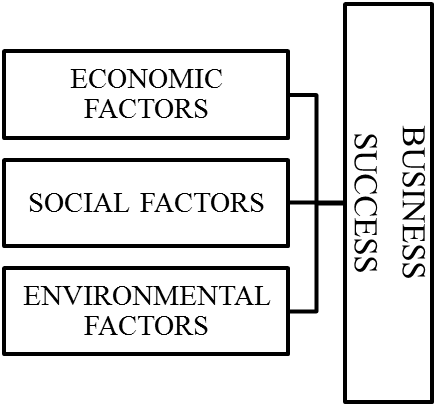 ECONOMIC
FACTORS
SOCIAL FACTORS
ENVIRONMENTAL
FACTORS
BUSINESS
SUCCESS